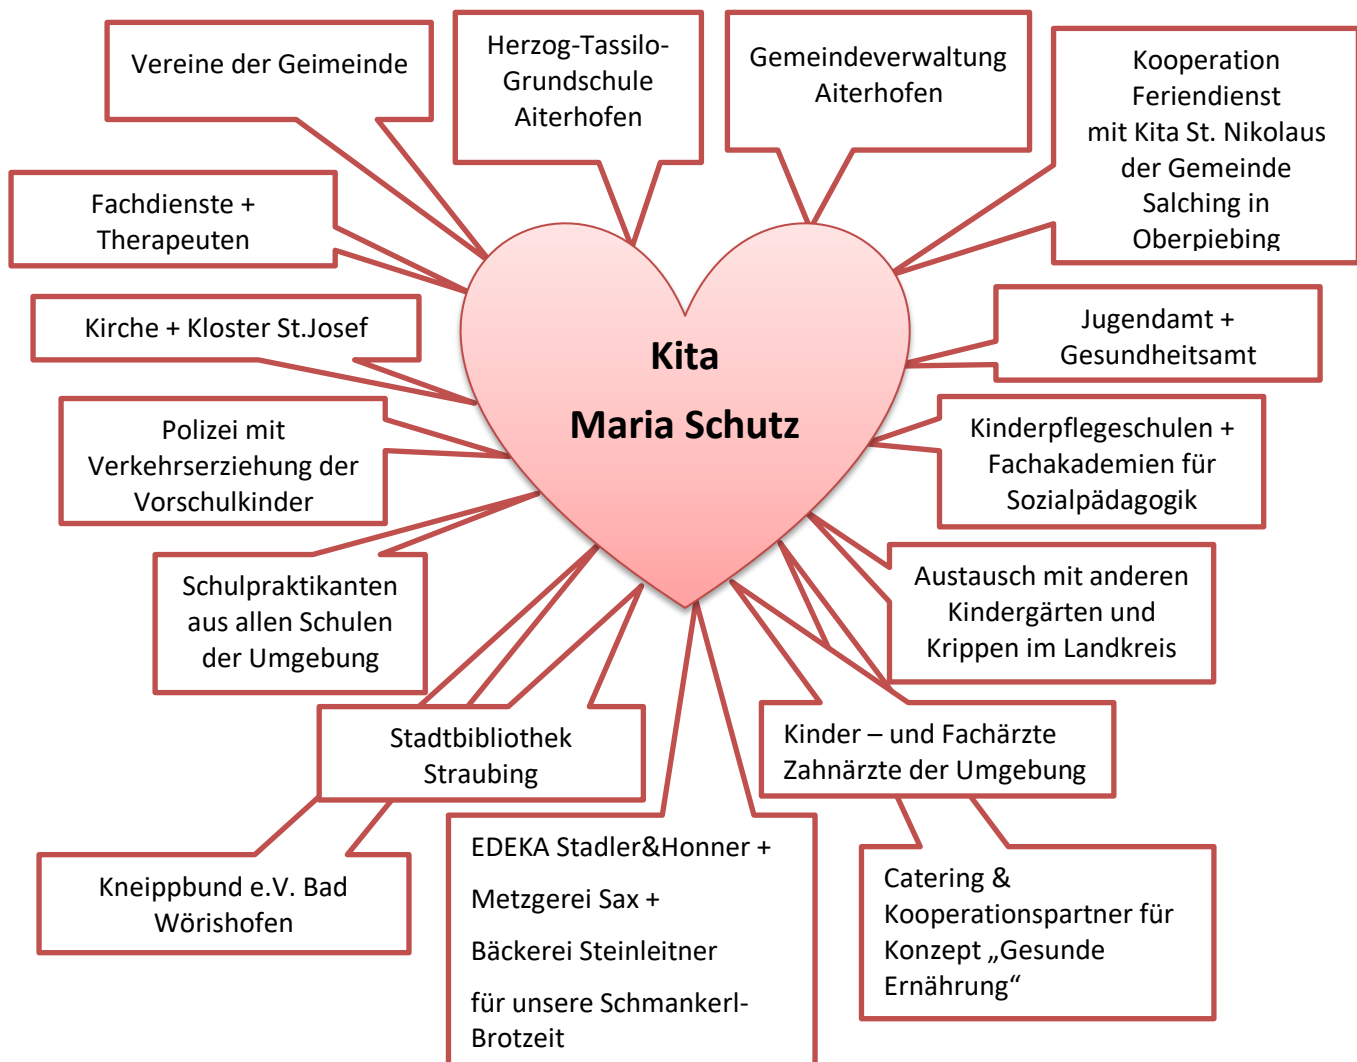 Vereine der Geimeinde
Herzog-Tassilo-
Grundschule
Aiterhofen
Gemeindeverwaltung
Aiterhofen
Kooperation
Feriendienst
mit Kita St. Nikolaus
der Gemeinde
Salching in
Oberpiebing
Fachdienste +
Therapeuten
Kirche + Kloster St.Josef
Kita
Maria Schutz
Jugendamt +
Gesundheitsamt
Polizei mit
Verkehrserziehung der
Vorschulkinder
Kinderpflegeschulen +
Fachakademien für
Sozialpädagogik
Schulpraktikanten
aus allen Schulen
der Umgebung
Austausch mit anderen
Kindergärten und
Krippen im Landkreis
Stadtbibliothek
Straubing
Kinder – und Fachärzte
Zahnärzte der Umgebung
Kneippbund e.V. Bad
Wörishofen
EDEKA Stadler&Honner +
Metzgerei Sax +
Bäckerei Steinleitner
für unsere Schmankerl-
Brotzeit
Catering &
Kooperationspartner für
Konzept „Gesunde
Ernährung“